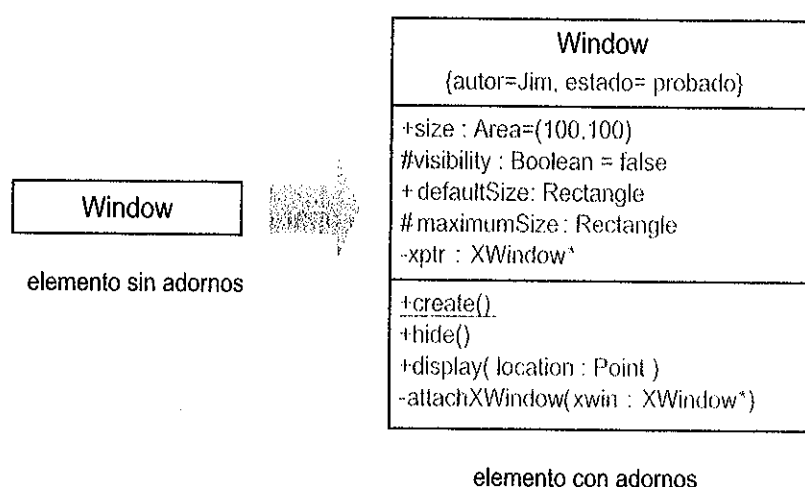 Window
elemento sin adornos
Window
{autor=Jim, estado= probado}
+size : Area=(100,100)
#visibility : Boolean = false
+defaultSize: Rectangle
#maximumSize: Rectangle
-xptr : XWindow*
+create()
+hide()
+display( location : Point )
-attachXWindow(xwin : XWindow*)
elemento con adornos